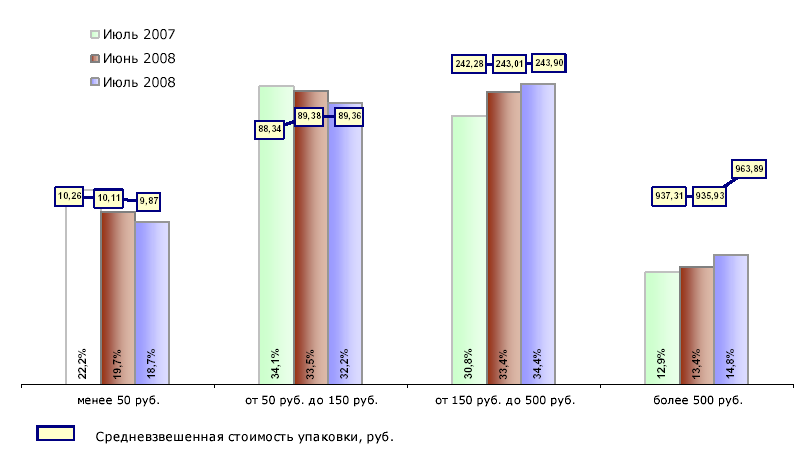 Июль 2007
Июнь 2008
Июль 2008
10,26 10,11 9,87
88,34 89,38 89,36
242,28 243,01 243,90
937,31 935,93 963,89
22,2% 19,7% 18,7%
34,1% 33,5% 32,2%
30,8% 33,4% 34,4%
12,9% 13,4% 14,8%
менее 50 руб.
от 50 руб. до 150 руб.
от 150 руб. до 500 руб.
более 500 руб.
Средневзвешенная стоимость упаковки, руб.